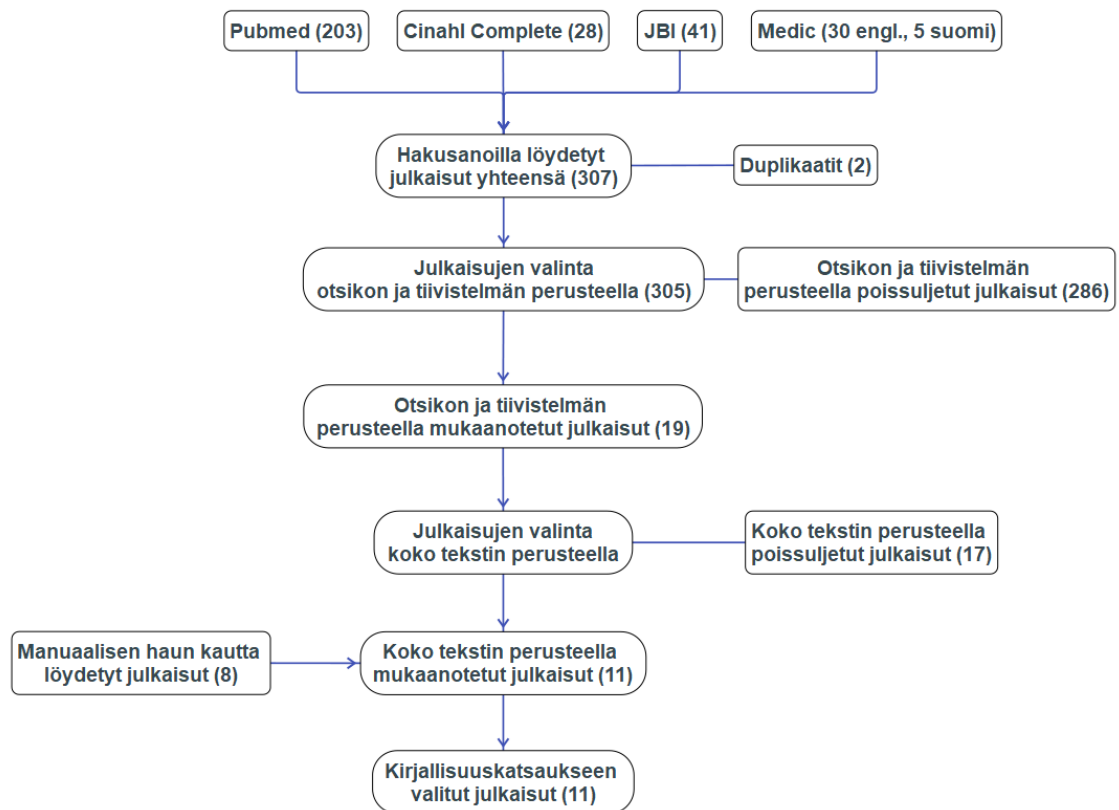 Pubmed (203)
Cinahl Complete (28)
JBI (41)
Medic (30 engl., 5 suomi)
Hakusanoilla löydetyt
julkaisut yhteensä (307)
Duplikaatit (2)
Julkaisujen valinta
otsikon ja tiivistelmän perusteella (305)
Otsikon ja tiivistelmän
perusteella poissuljetut julkaisut (286)
Otsikon ja tiivistelmän
perusteella mukaanotetut julkaisut (19)
Julkaisujen valinta
koko tekstin perusteella
Koko tekstin perusteella
poissuljetut julkaisut (17)
Manuaalisen haun kautta
löydetyt julkaisut (8)
Koko tekstin perusteella
mukaanotetut julkaisut (11)
Kirjallisuuskatsaukseen
valitut julkaisut (11)